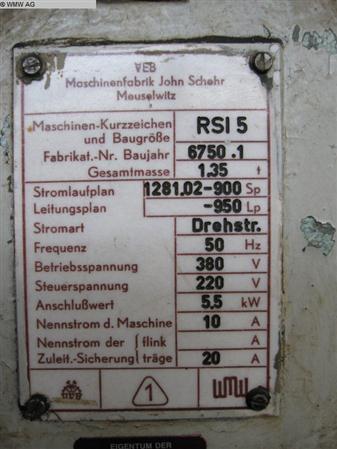 © WMW AG
VEB
Maschinenfabrik John Schehr
Meuselwitz
Maschinen-Kurzzeichen und Baugröße RSI 5
Fabrikat.-Nr. Baujahr 6750 .1
Gesamtmasse 1,35 t
Stromlaufplan 1281.02-900 Sp
Leitungsplan -950 Lp
Stromart Drehstr.
Frequenz 50 Hz
Betriebsspannung 380 V
Steuerspannung 220 V
Anschlußwert 5,5 kW
Nennstrom d. Maschine 10 A
Nennstrom der flink A
Zuleit.-Sicherung träge 20 A
1 WMW
EIGENTUM DER